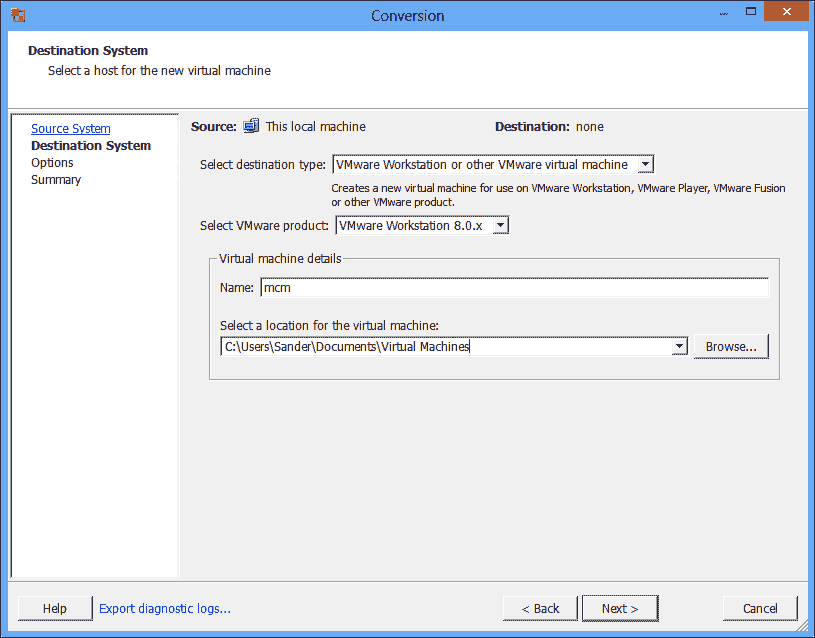 Conversion
Destination System
Select a host for the new virtual machine
Source System
Destination System
Options
Summary
Source: This local machine
Destination: none
Select destination type: VMware Workstation or other VMware virtual machine
Creates a new virtual machine for use on VMware Workstation, VMware Player, VMware Fusion
or other VMware product.
Select VMware product: VMware Workstation 8.0.x
Virtual machine details
Name: mcm
Select a location for the virtual machine:
C:\Users\Sander\Documents\Virtual Machines
Browse...
Help
Export diagnostic logs...
< Back
Next >
Cancel